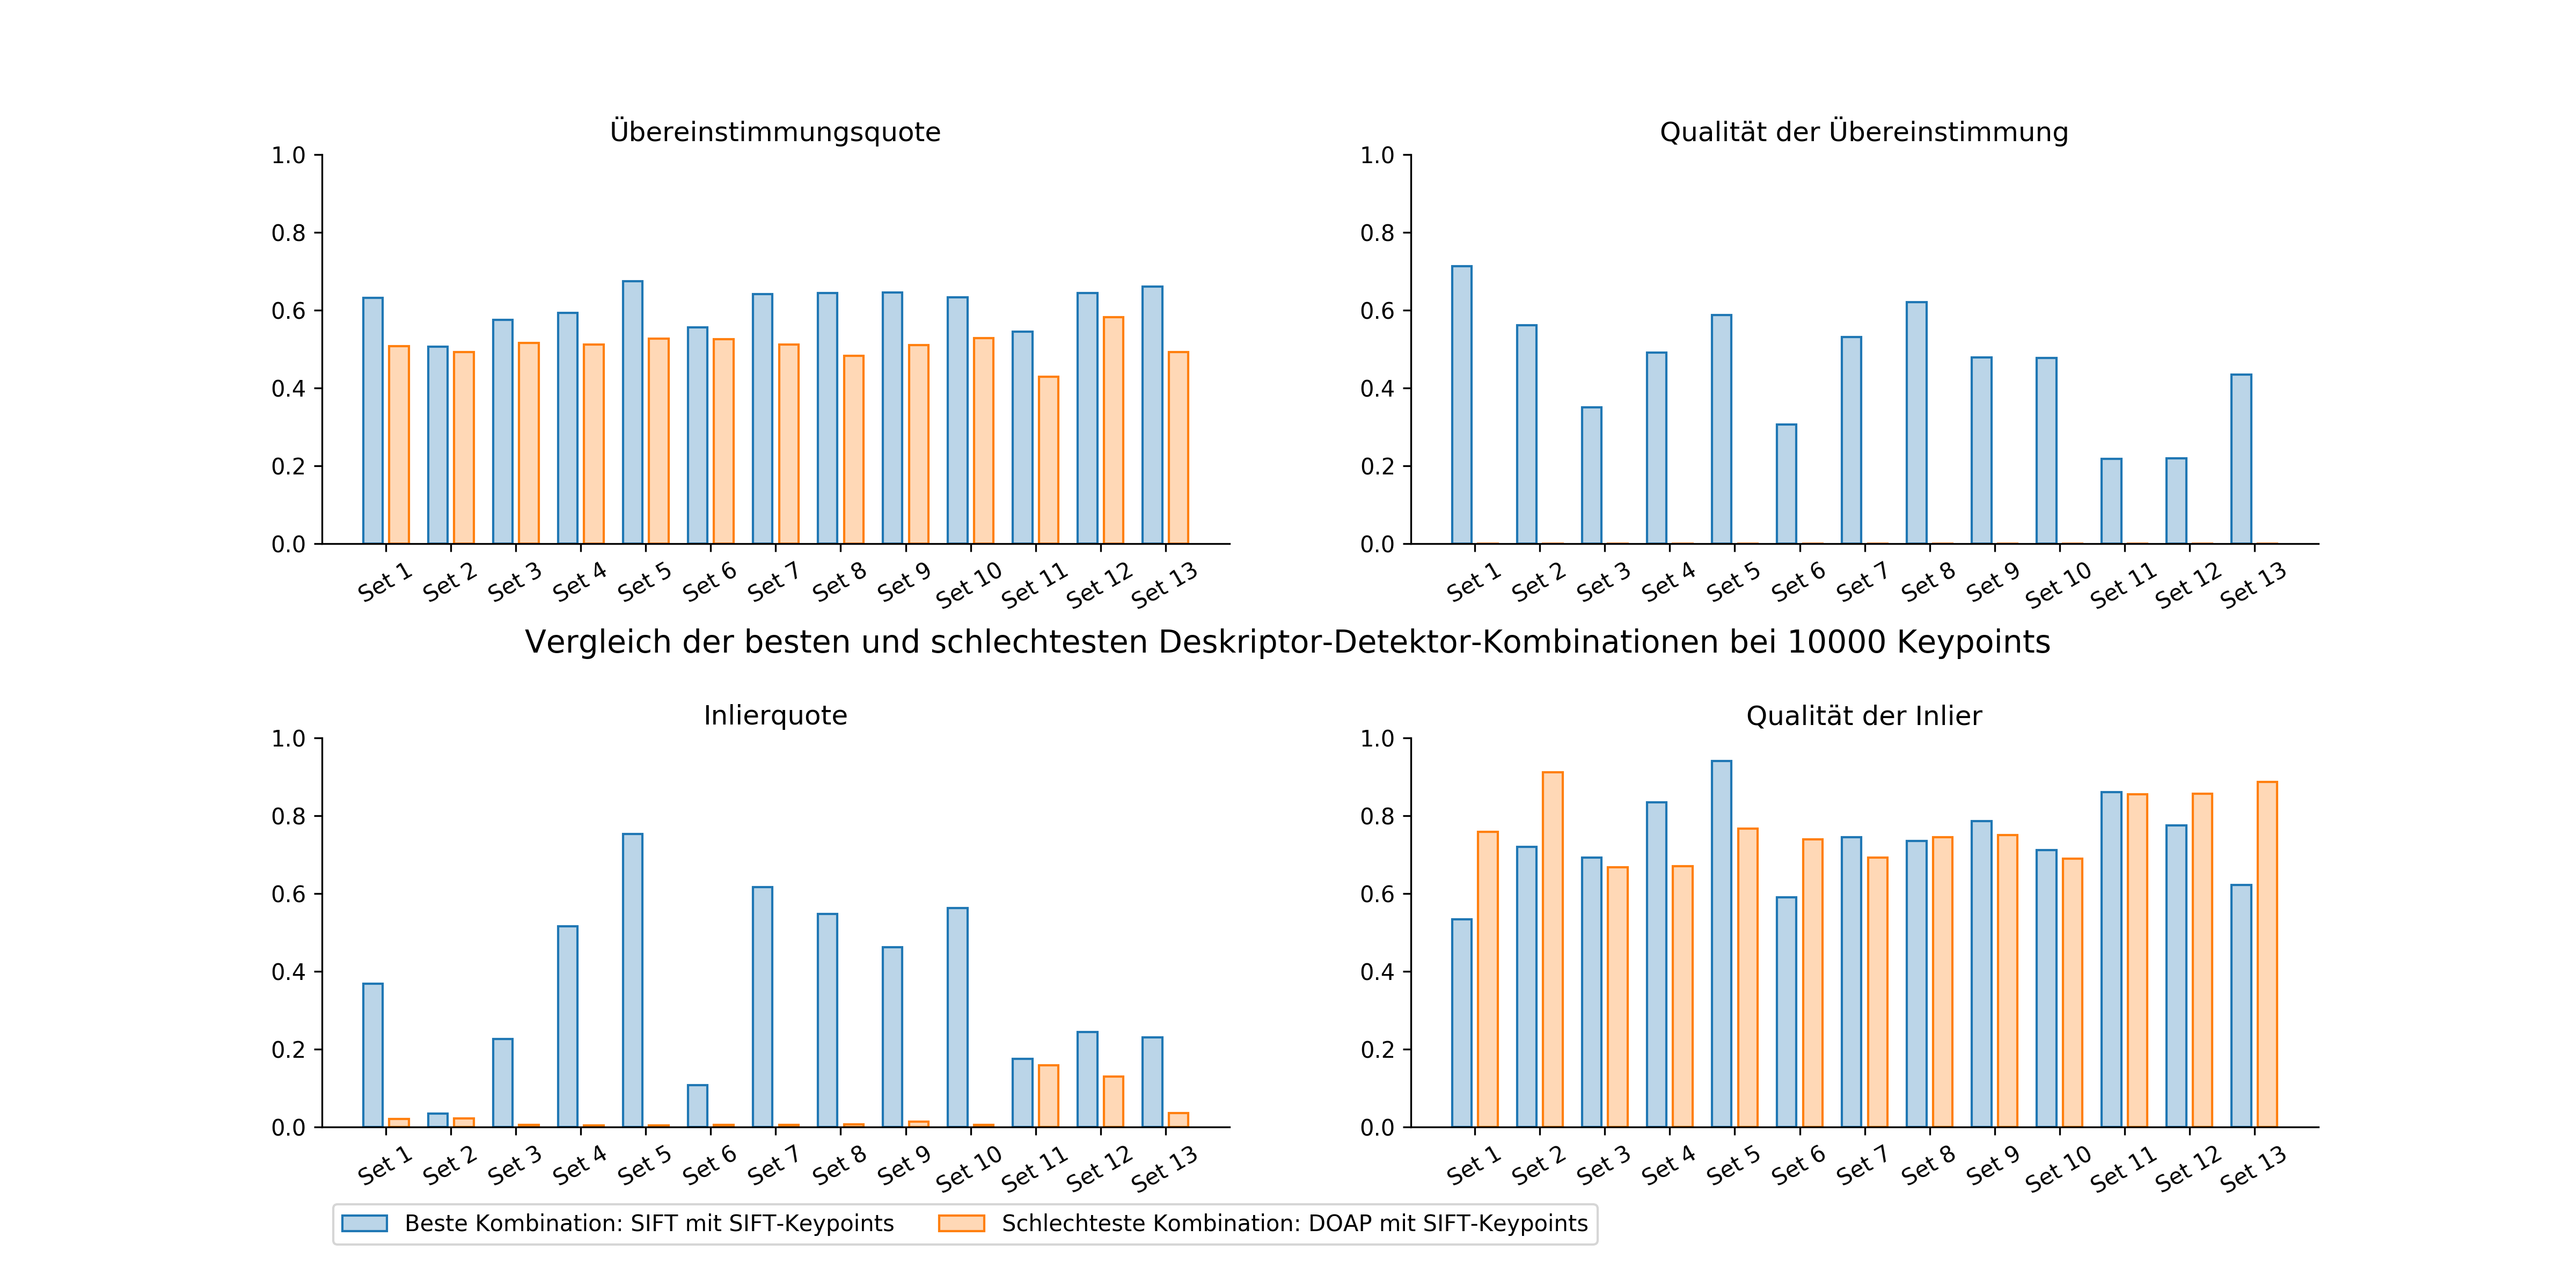 Übereinstimmungsquote
1.0
0.8
0.6
0.4
0.2
0.0
Set 1 Set 2 Set 3 Set 4 Set 5 Set 6 Set 7 Set 8 Set 9 Set 10 Set 11 Set 12 Set 13
Qualität der Übereinstimmung
1.0
0.8
0.6
0.4
0.2
0.0
Set 1 Set 2 Set 3 Set 4 Set 5 Set 6 Set 7 Set 8 Set 9 Set 10 Set 11 Set 12 Set 13
Vergleich der besten und schlechtesten Deskriptor-Detektor-Kombinationen bei 10000 Keypoints
Inlierquote
1.0
0.8
0.6
0.4
0.2
0.0
Set 1 Set 2 Set 3 Set 4 Set 5 Set 6 Set 7 Set 8 Set 9 Set 10 Set 11 Set 12 Set 13
Qualität der Inlier
1.0
0.8
0.6
0.4
0.2
0.0
Set 1 Set 2 Set 3 Set 4 Set 5 Set 6 Set 7 Set 8 Set 9 Set 10 Set 11 Set 12 Set 13
Beste Kombination: SIFT mit SIFT-Keypoints Schlechteste Kombination: DOAP mit SIFT-Keypoints